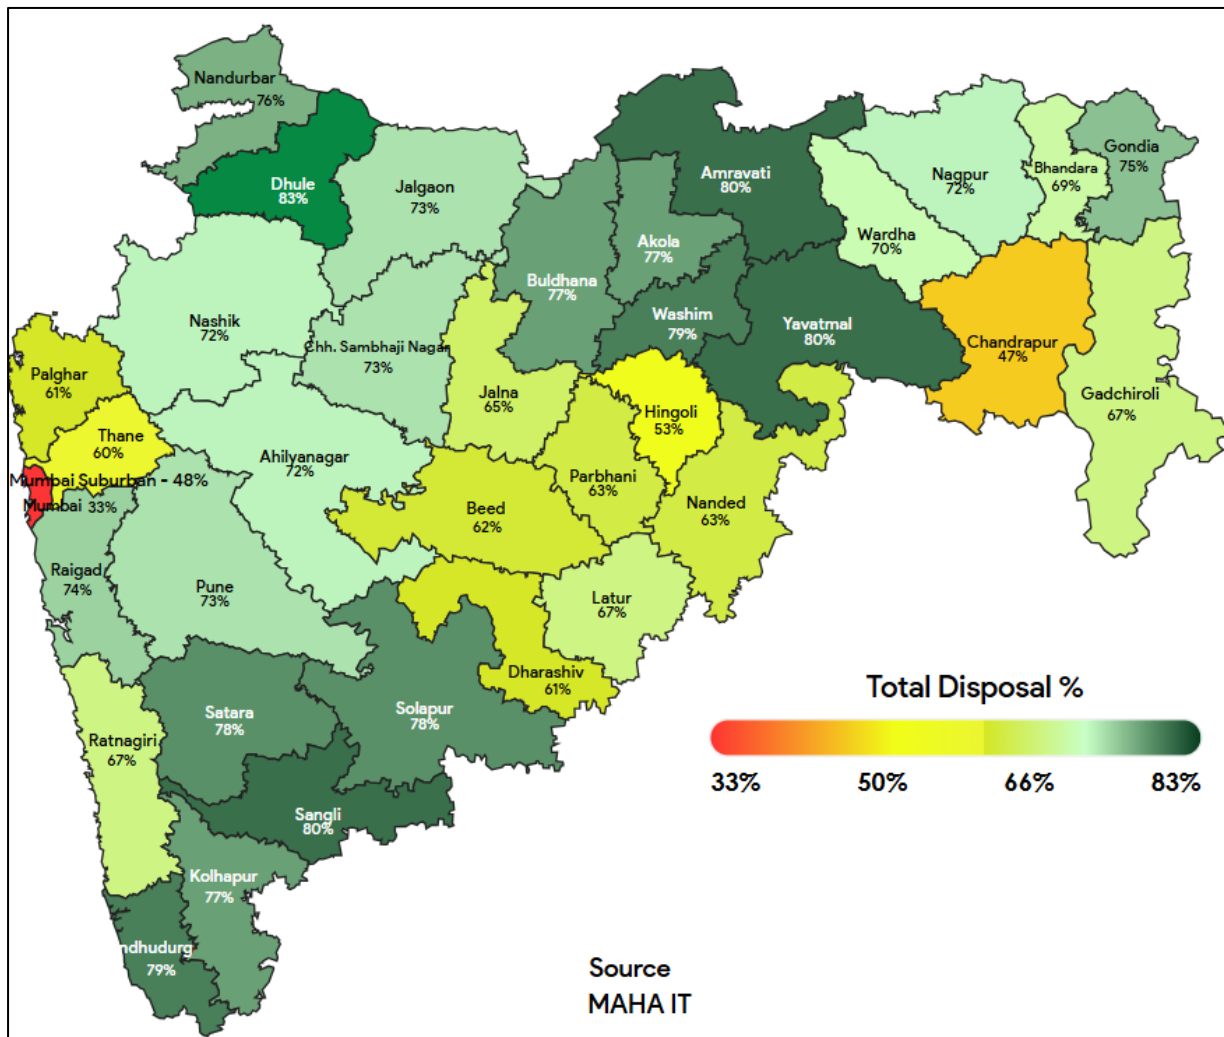 Nandurbar
76%
Dhule
83%
Jalgaon
73%
Amravati
80%
Nagpur
72%
Bhandara
69%
Gondia
75%
Wardha
70%
Akola
77%
Buldhana
77%
Washim
79%
Yavatmal
80%
Chandrapur
47%
Gadchiroli
67%
Nashik
72%
Chh. Sambhaji Nagar
73%
Palghar
61%
Jalna
65%
Hingoli
53%
Thane
60%
Ahilyanagar
72%
Mumbai Suburban - 48%
Mumbai 33%
Parbhani
63%
Nanded
63%
Beed
62%
Raigad
74%
Pune
73%
Latur
67%
Dharashiv
61%
Satara
78%
Solapur
78%
Ratnagiri
67%
Sangli
80%
Kolhapur
77%
ndhudurg
79%
Total Disposal %
33% 50% 66% 83%
Source
MAHA IT